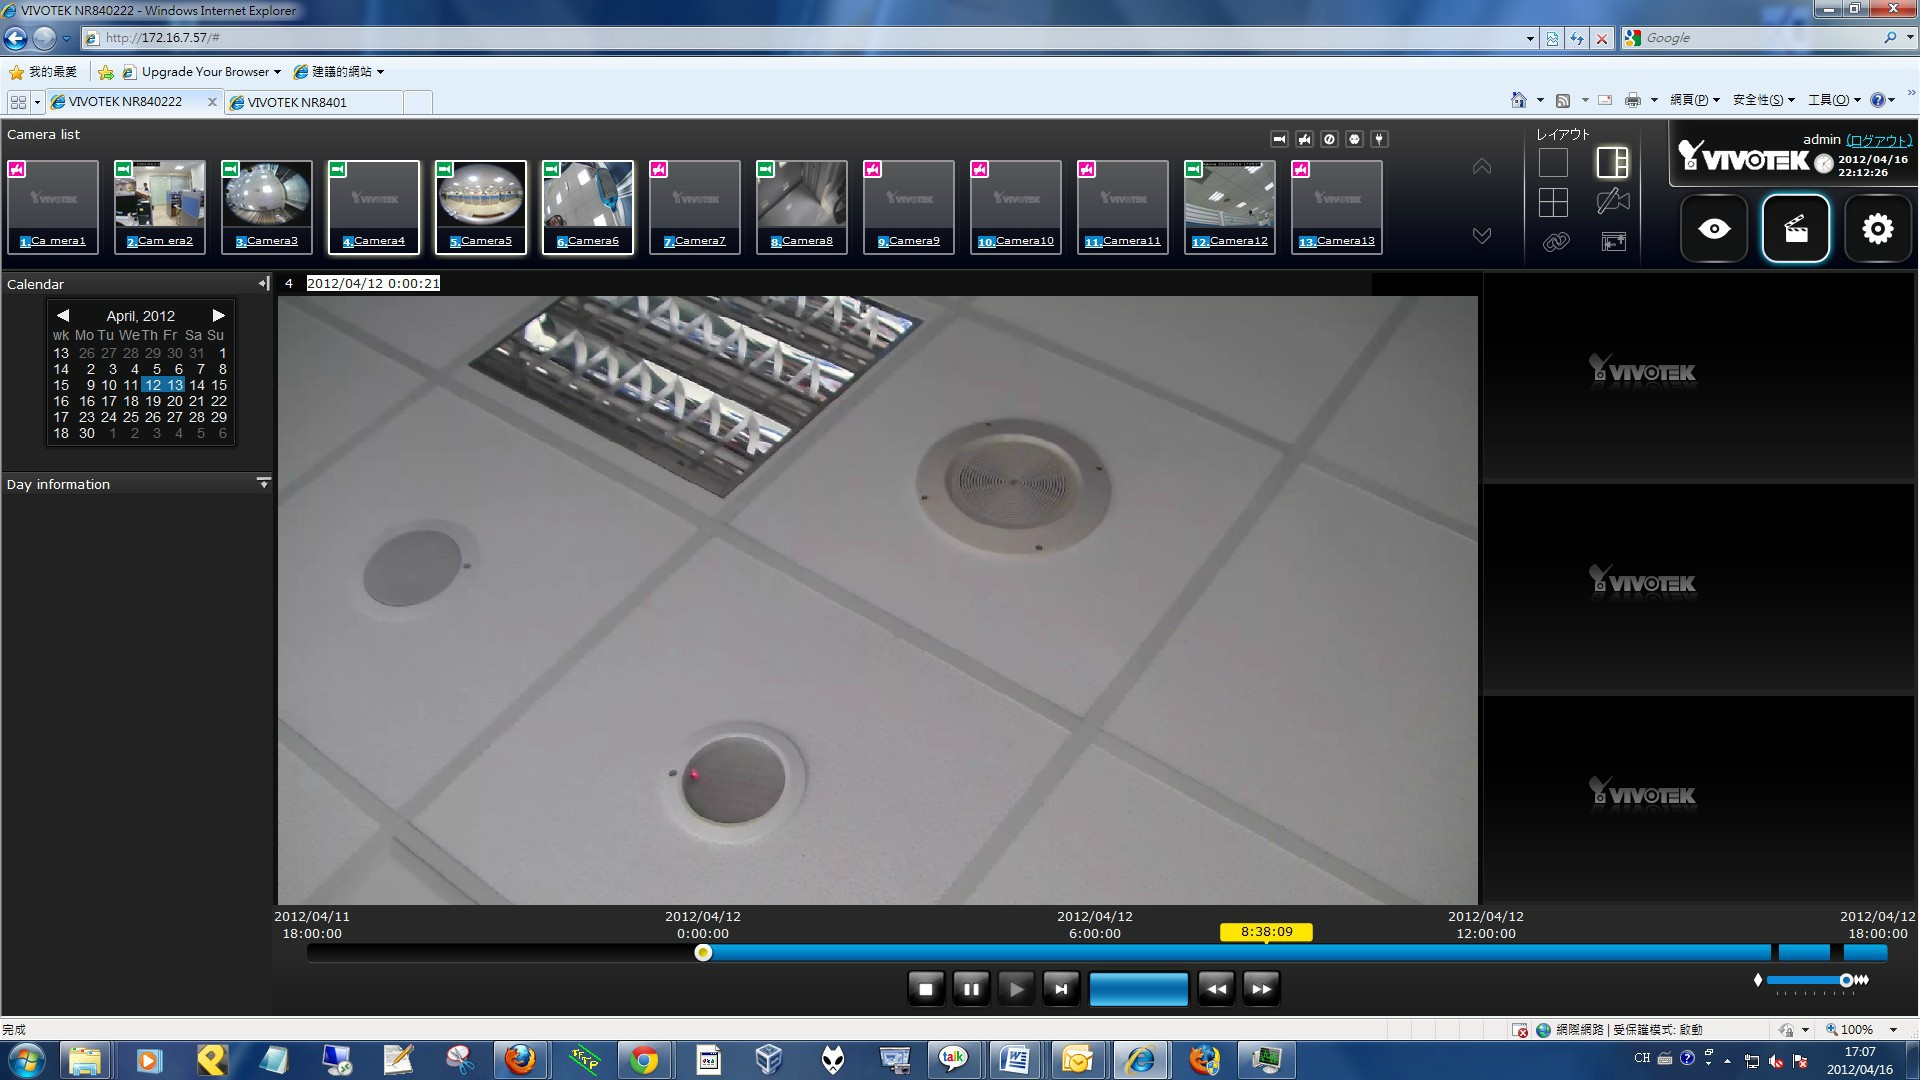 VIVOTEK NR840222 - Windows Internet Explorer
http://172.16.7.57/#
Google
我的最愛
Upgrade Your Browser
建議的網站
VIVOTEK NR840222
VIVOTEK NR8401
網頁(P)
安全性(S)
工具(O)
Camera list
レイアウト
admin (ログアウト)
VIVOTEK
2012/04/16
22:12:26
1.Ca mera1
2.Cam era2
3.Camera3
4.Camera4
5.Camera5
6.Camera6
7.Camera7
8.Camera8
9.Camera9
10.Camera10
11.Camera11
12.Camera12
13.Camera13
Calendar
4 2012/04/12 0:00:21
April, 2012
wk Mo Tu We Th Fr Sa Su
13 26 27 28 29 30 31 1
14 2 3 4 5 6 7 8
15 9 10 11 12 13 14 15
16 16 17 18 19 20 21 22
17 23 24 25 26 27 28 29
18 30 1 2 3 4 5 6
Day information
VIVOTEK
VIVOTEK
VIVOTEK
2012/04/11
18:00:00
2012/04/12
0:00:00
2012/04/12
6:00:00
8:38:09
2012/04/12
12:00:00
2012/04/12
18:00:00
完成
網際網路 | 受保護模式: 啟動
100%
talk
CH
17:07
2012/04/16